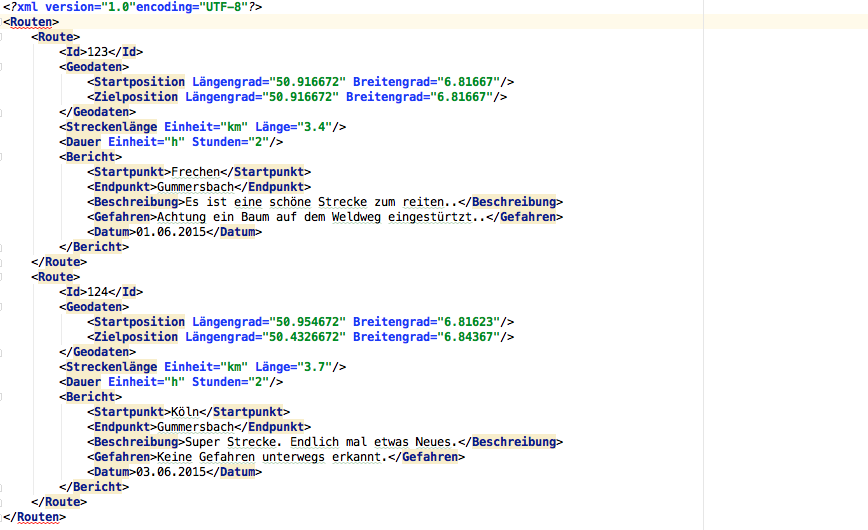 <?xml version="1.0"encoding="UTF-8"?>
<Routen>
<Route>
<Id>123</Id>
<Geodaten>
<Startposition Längengrad="50.916672" Breitengrad="6.81667"/>
<Zielposition Längengrad="50.916672" Breitengrad="6.81667"/>
</Geodaten>
<Streckenlänge Einheit="km" Länge="3.4"/>
<Dauer Einheit="h" Stunden="2"/>
<Bericht>
<Startpunkt>Frechen</Startpunkt>
<Endpunkt>Gummersbach</Endpunkt>
<Beschreibung>Es ist eine schöne Strecke zum reiten..</Beschreibung>
<Gefahren>Achtung ein Baum auf dem Weldweg eingestürtzt..</Gefahren>
<Datum>01.06.2015</Datum>
</Bericht>
</Route>
<Route>
<Id>124</Id>
<Geodaten>
<Startposition Längengrad="50.954672" Breitengrad="6.81623"/>
<Zielposition Längengrad="50.4326672" Breitengrad="6.84367"/>
</Geodaten>
<Streckenlänge Einheit="km" Länge="3.7"/>
<Dauer Einheit="h" Stunden="2"/>
<Bericht>
<Startpunkt>Köln</Startpunkt>
<Endpunkt>Gummersbach</Endpunkt>
<Beschreibung>Super Strecke. Endlich mal etwas Neues.</Beschreibung>
<Gefahren>Keine Gefahren unterwegs erkannt.</Gefahren>
<Datum>03.06.2015</Datum>
</Bericht>
</Route>
</Routen>